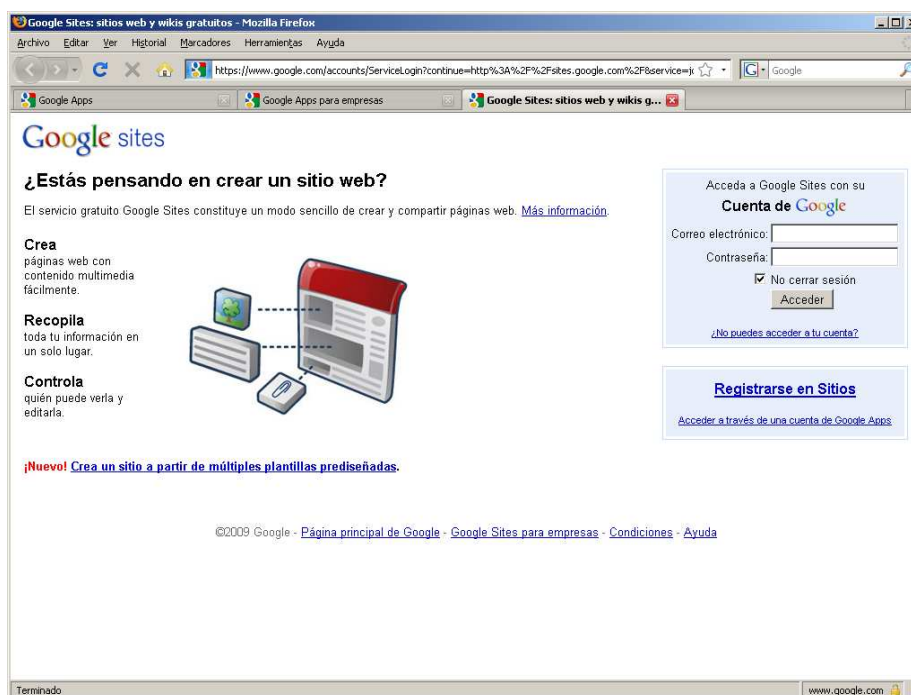 Google Sites: sitios web y wikis gratuitos - Mozilla Firefox
Archivo Editar Ver Historial Marcadores Herramientas Ayuda
https://www.google.com/accounts/ServiceLogin?continue=http%3A%2F%2Fsites.google.com%2F&service=j
Google
Google Apps
Google Apps para empresas
Google Sites: sitios web y wikis g...
Google sites
¿Estás pensando en crear un sitio web?
El servicio gratuito Google Sites constituye un modo sencillo de crear y compartir páginas web. Más información.
Crea
páginas web con
contenido multimedia
fácilmente.
Recopila
toda tu información en
un solo lugar.
Controla
quién puede verla y
editarla.
¡Nuevo! Crea un sitio a partir de múltiples plantillas prediseñadas.
Acceda a Google Sites con su
Cuenta de Google
Correo electrónico:
Contraseña:
No cerrar sesión
Acceder
¿No puedes acceder a tu cuenta?
Registrarse en Sitios
Acceder a través de una cuenta de Google Apps
©2009 Google - Página principal de Google - Google Sites para empresas - Condiciones - Ayuda
Terminado
www.google.com